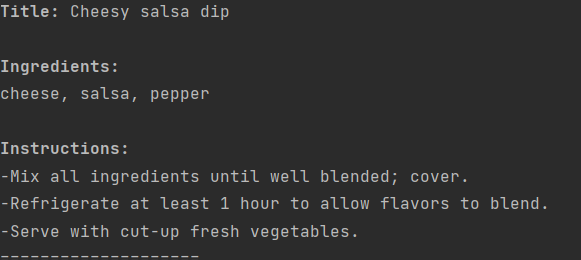 Title: Cheesy salsa dip
Ingredients:
cheese, salsa, pepper
Instructions:
-Mix all ingredients until well blended; cover.
-Refrigerate at least 1 hour to allow flavors to blend.
-Serve with cut-up fresh vegetables.
--------------------